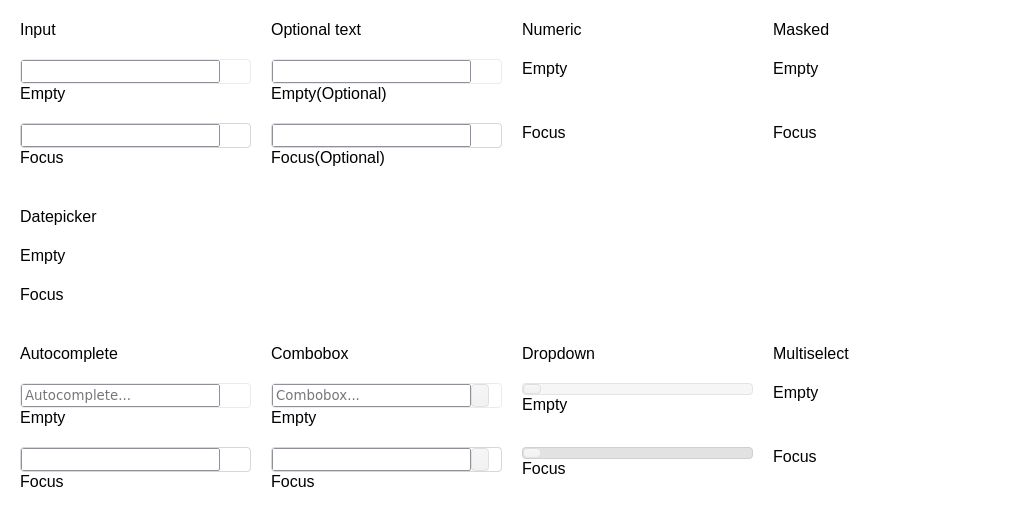 Input Optional text Numeric Masked
Empty Empty(Optional) Empty Empty
Focus Focus(Optional) Focus Focus
Datepicker
Empty
Focus
Autocomplete Combobox Dropdown Multiselect
Autocomplete... Combobox...
Empty Empty Empty Empty
Focus Focus Focus Focus